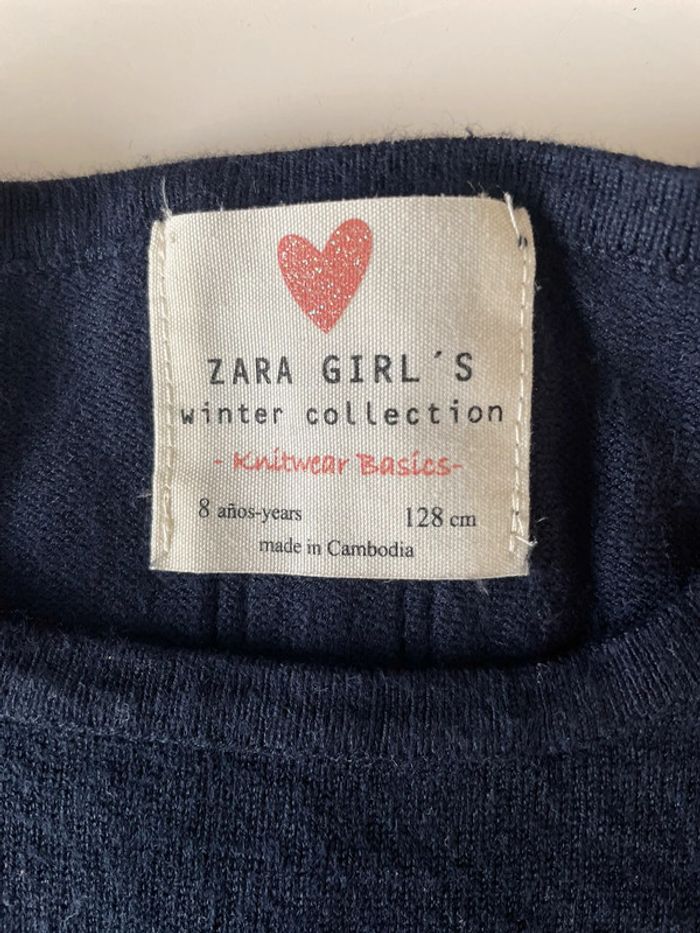 ZARA GIRL´S
winter collection
- Knitwear Basics-
8 años-years 128 cm
made in Cambodia